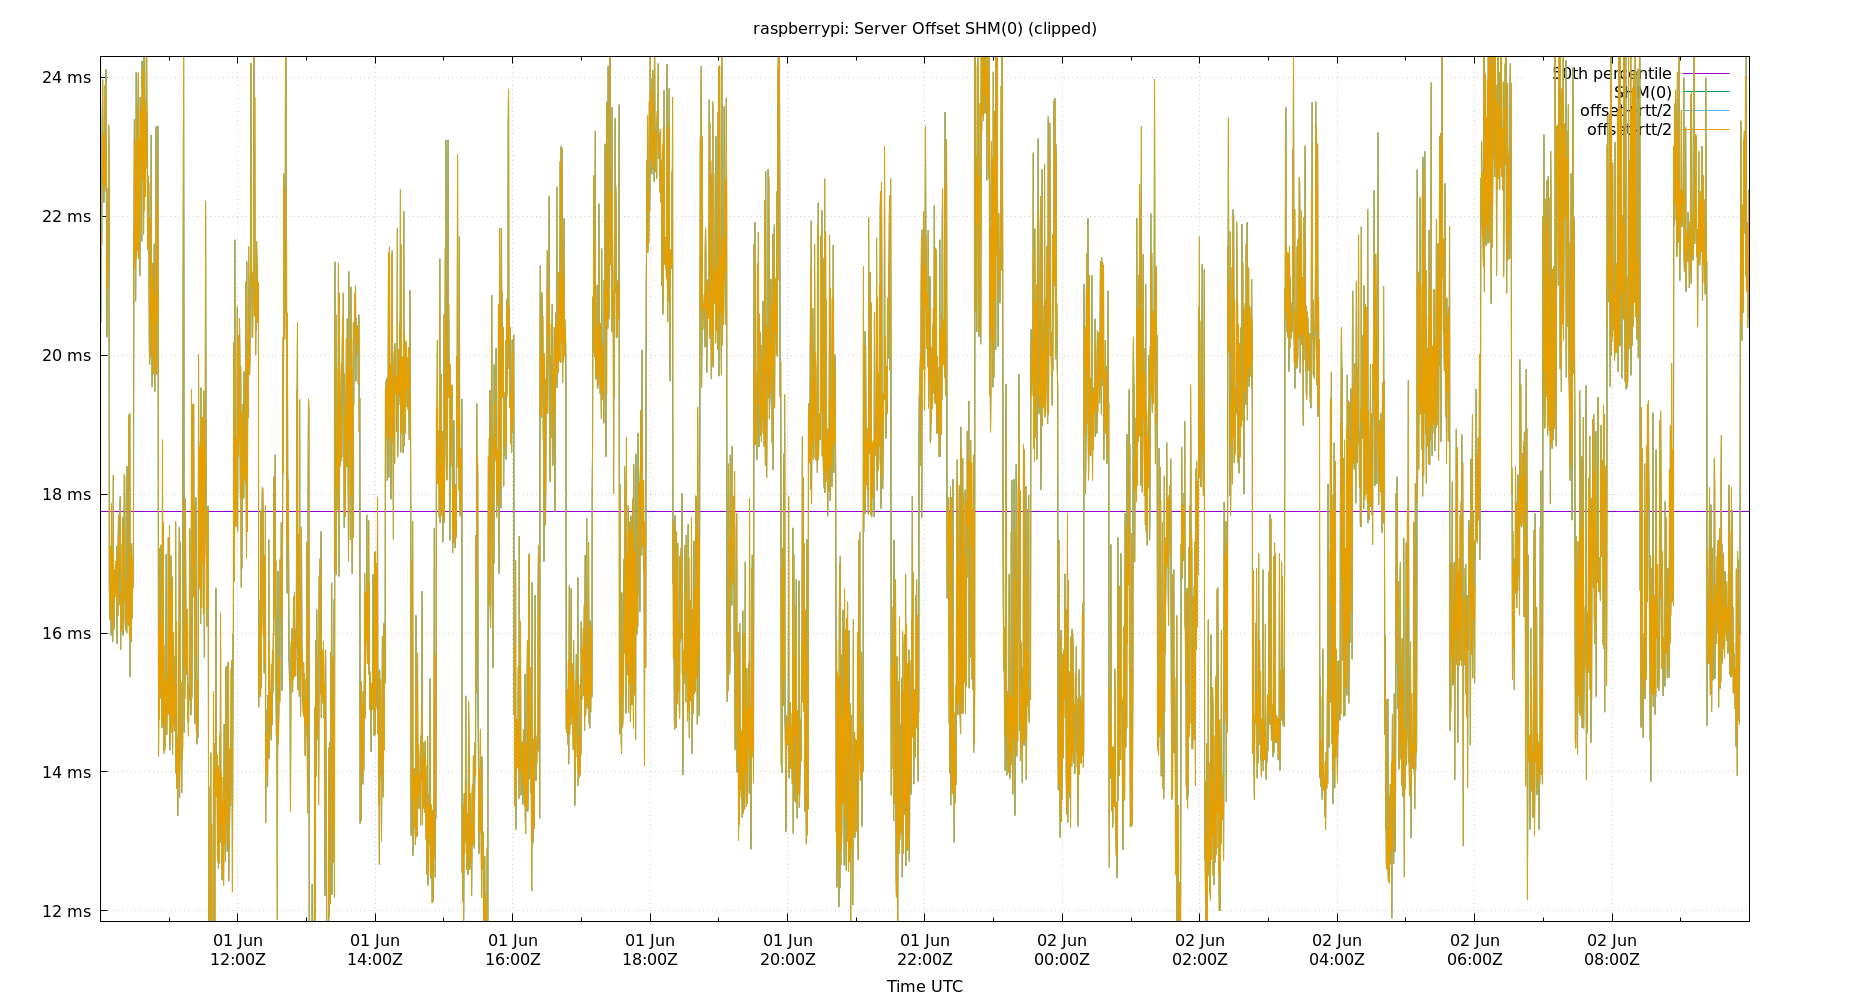 raspberrypi: Server Offset SHM(0) (clipped)
24 ms
22 ms
20 ms
18 ms
16 ms
14 ms
12 ms
50th percentile
SHM(0)
offset-rtt/2
offset+rtt/2
01 Jun
12:00Z
01 Jun
14:00Z
01 Jun
16:00Z
01 Jun
18:00Z
01 Jun
20:00Z
01 Jun
22:00Z
02 Jun
00:00Z
02 Jun
02:00Z
02 Jun
04:00Z
02 Jun
06:00Z
02 Jun
08:00Z
Time UTC